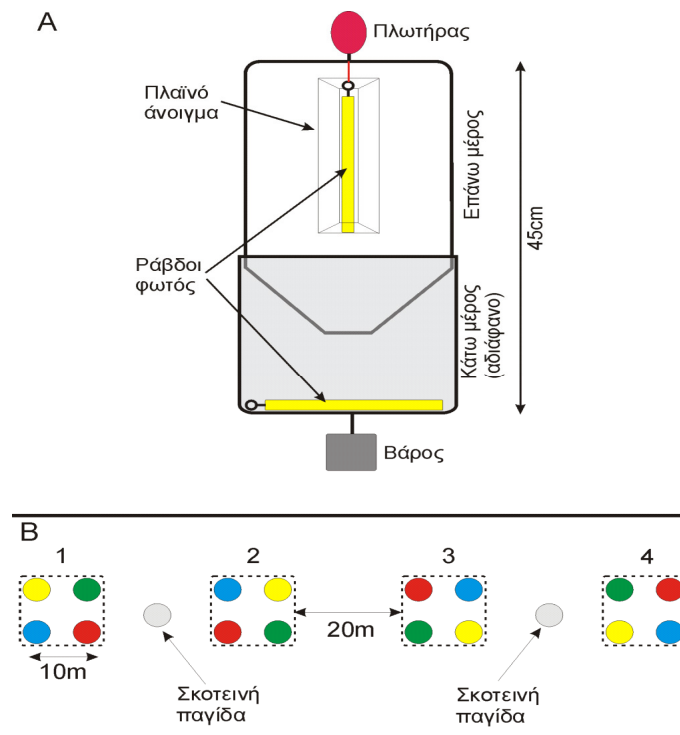 A
Πλωτήρας
Πλαϊνό
άνοιγμα
Επάνω μέρος
45cm
Ράβδοι
φωτός
Κάτω μέρος
(αδιάφανο)
Βάρος
B
1
2
3
4
20m
10m
Σκοτεινή
παγίδα
Σκοτεινή
παγίδα